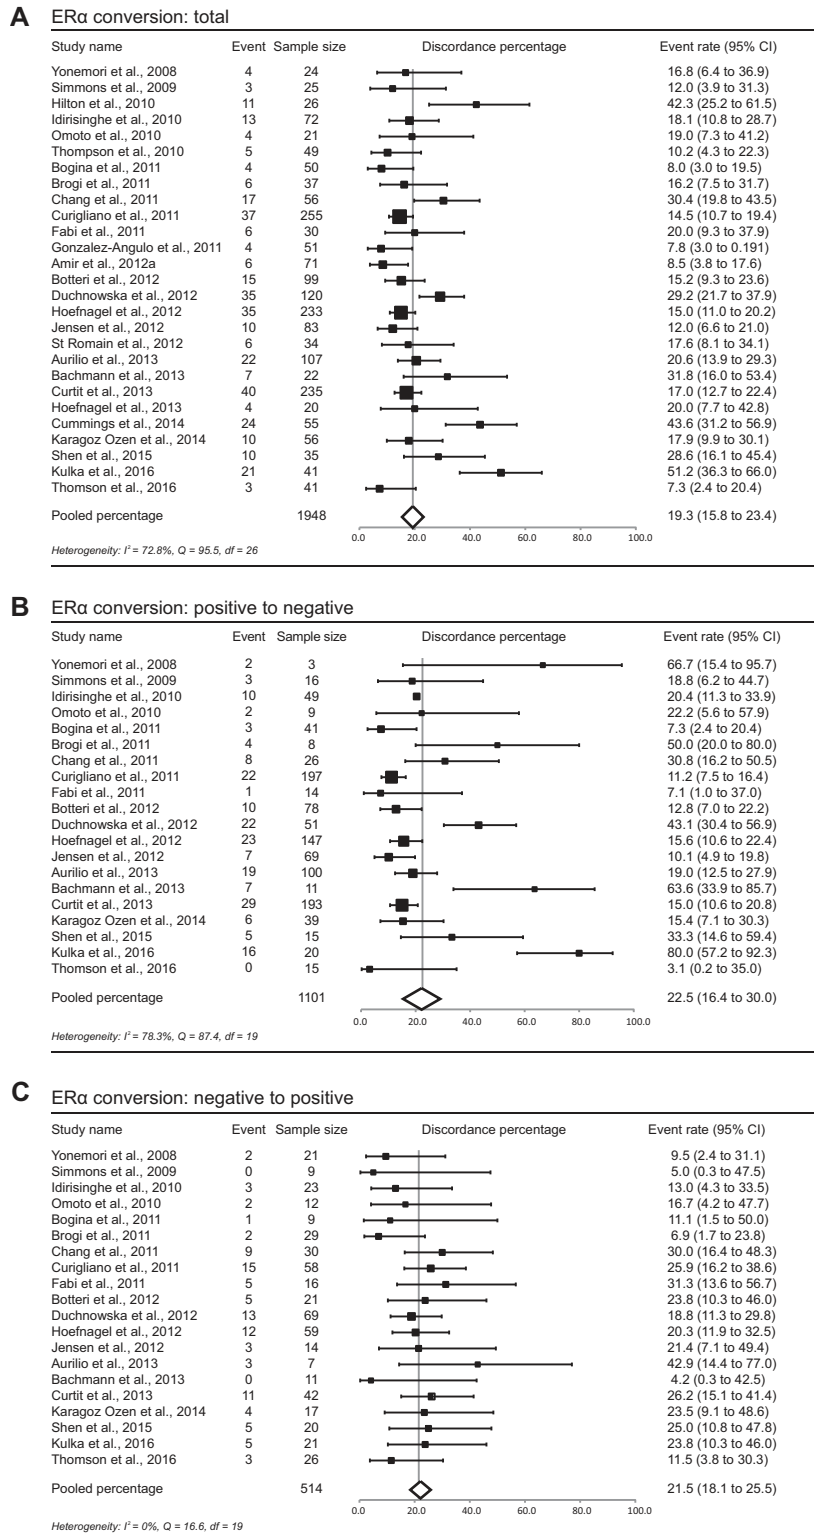 A ERα conversion: total
Study name Event Sample size Discordance percentage Event rate (95% CI)
Yonemori et al., 2008 4 24 16.8 (6.4 to 36.9)
Simmons et al., 2009 3 25 12.0 (3.9 to 31.3)
Hilton et al., 2010 11 26 42.3 (25.2 to 61.5)
Idirisinghe et al., 2010 13 72 18.1 (10.8 to 28.7)
Omoto et al., 2010 4 21 19.0 (7.3 to 41.2)
Thompson et al., 2010 5 49 10.2 (4.3 to 22.3)
Bogina et al., 2011 4 50 8.0 (3.0 to 19.5)
Brogi et al., 2011 6 37 16.2 (7.5 to 31.7)
Chang et al., 2011 17 56 30.4 (19.8 to 43.5)
Curigliano et al., 2011 37 255 14.5 (10.7 to 19.4)
Fabi et al., 2011 6 30 20.0 (9.3 to 37.9)
Gonzalez-Angulo et al., 2011 4 51 7.8 (3.0 to 0.191)
Amir et al., 2012a 6 71 8.5 (3.8 to 17.6)
Botteri et al., 2012 15 99 15.2 (9.3 to 23.6)
Duchnowska et al., 2012 35 120 29.2 (21.7 to 37.9)
Hoefnagel et al., 2012 35 233 15.0 (11.0 to 20.2)
Jensen et al., 2012 10 83 12.0 (6.6 to 21.0)
St Romain et al., 2012 6 34 17.6 (8.1 to 34.1)
Aurilio et al., 2013 22 107 20.6 (13.9 to 29.3)
Bachmann et al., 2013 7 22 31.8 (16.0 to 53.4)
Curtit et al., 2013 40 235 17.0 (12.7 to 22.4)
Hoefnagel et al., 2013 4 20 20.0 (7.7 to 42.8)
Cummings et al., 2014 24 55 43.6 (31.2 to 56.9)
Karagoz Ozen et al., 2014 10 56 17.9 (9.9 to 30.1)
Shen et al., 2015 10 35 28.6 (16.1 to 45.4)
Kulka et al., 2016 21 41 51.2 (36.3 to 66.0)
Thomson et al., 2016 3 41 7.3 (2.4 to 20.4)
Pooled percentage 1948 19.3 (15.8 to 23.4)
0.0 20.0 40.0 60.0 80.0 100.0
Heterogeneity: I² = 72.8%, Q = 95.5, df = 26
B ERα conversion: positive to negative
Study name Event Sample size Discordance percentage Event rate (95% CI)
Yonemori et al., 2008 2 3 66.7 (15.4 to 95.7)
Simmons et al., 2009 3 16 18.8 (6.2 to 44.7)
Idirisinghe et al., 2010 10 49 20.4 (11.3 to 33.9)
Omoto et al., 2010 2 9 22.2 (5.6 to 57.9)
Bogina et al., 2011 3 41 7.3 (2.4 to 20.4)
Brogi et al., 2011 4 8 50.0 (20.0 to 80.0)
Chang et al., 2011 8 26 30.8 (16.2 to 50.5)
Curigliano et al., 2011 22 197 11.2 (7.5 to 16.4)
Fabi et al., 2011 1 14 7.1 (1.0 to 37.0)
Botteri et al., 2012 10 78 12.8 (7.0 to 22.2)
Duchnowska et al., 2012 22 51 43.1 (30.4 to 56.9)
Hoefnagel et al., 2012 23 147 15.6 (10.6 to 22.4)
Jensen et al., 2012 7 69 10.1 (4.9 to 19.8)
Aurilio et al., 2013 19 100 19.0 (12.5 to 27.9)
Bachmann et al., 2013 7 11 63.6 (33.9 to 85.7)
Curtit et al., 2013 29 193 15.0 (10.6 to 20.8)
Karagoz Ozen et al., 2014 6 39 15.4 (7.1 to 30.3)
Shen et al., 2015 5 15 33.3 (14.6 to 59.4)
Kulka et al., 2016 16 20 80.0 (57.2 to 92.3)
Thomson et al., 2016 0 15 3.1 (0.2 to 35.0)
Pooled percentage 1101 22.5 (16.4 to 30.0)
0.0 20.0 40.0 60.0 80.0 100.0
Heterogeneity: I² = 78.3%, Q = 87.4, df = 19
C ERα conversion: negative to positive
Study name Event Sample size Discordance percentage Event rate (95% CI)
Yonemori et al., 2008 2 21 9.5 (2.4 to 31.1)
Simmons et al., 2009 0 9 5.0 (0.3 to 47.5)
Idirisinghe et al., 2010 3 23 13.0 (4.3 to 33.5)
Omoto et al., 2010 2 12 16.7 (4.2 to 47.7)
Bogina et al., 2011 1 9 11.1 (1.5 to 50.0)
Brogi et al., 2011 2 29 6.9 (1.7 to 23.8)
Chang et al., 2011 9 30 30.0 (16.4 to 48.3)
Curigliano et al., 2011 15 58 25.9 (16.2 to 38.6)
Fabi et al., 2011 5 16 31.3 (13.6 to 56.7)
Botteri et al., 2012 5 21 23.8 (10.3 to 46.0)
Duchnowska et al., 2012 13 69 18.8 (11.3 to 29.8)
Hoefnagel et al., 2012 12 59 20.3 (11.9 to 32.5)
Jensen et al., 2012 3 14 21.4 (7.1 to 49.4)
Aurilio et al., 2013 3 7 42.9 (14.4 to 77.0)
Bachmann et al., 2013 0 11 4.2 (0.3 to 42.5)
Curtit et al., 2013 11 42 26.2 (15.1 to 41.4)
Karagoz Ozen et al., 2014 4 17 23.5 (9.1 to 48.6)
Shen et al., 2015 5 20 25.0 (10.8 to 47.8)
Kulka et al., 2016 5 21 23.8 (10.3 to 46.0)
Thomson et al., 2016 3 26 11.5 (3.8 to 30.3)
Pooled percentage 514 21.5 (18.1 to 25.5)
0.0 20.0 40.0 60.0 80.0 100.0
Heterogeneity: I² = 0%, Q = 16.6, df = 19